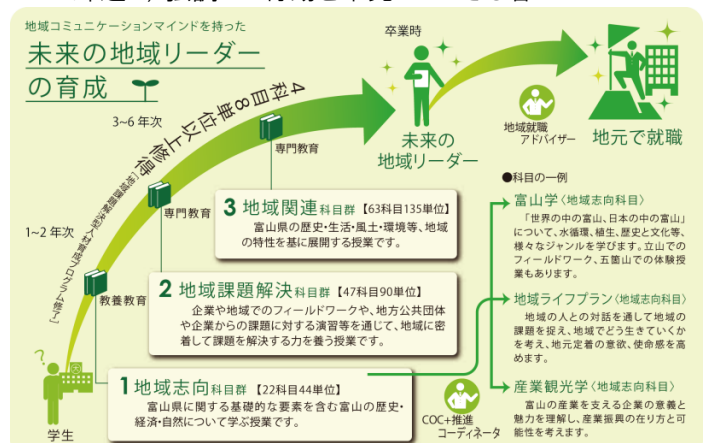 地域コミュニケーションマインドを持った
未来の地域リーダー
の育成
卒業時
3~6 年次
4科目8単位以上修得
「地域課題解決型人材育成プログラム修了」
1~2 年次
専門教育
専門教育
教養教育
学生
未来の
地域リーダー
地域就職
アドバイザー
地元で就職
3 地域関連科目群【63科目135単位】
富山県の歴史・生活・風土・環境等、地域
の特性を基に展開する授業です。
2 地域課題解決科目群【47科目90単位】
企業や地域でのフィールドワークや、地方公共団体
や企業からの課題に対する演習等を通じて、地域に密
着して課題を解決する力を養う授業です。
1 地域志向科目群【22科目44単位】
富山県に関する基礎的な要素を含む富山の歴史・
経済・自然について学ぶ授業です。
COC+推進
コーディネータ
●科目の一例
富山学〈地域志向科目〉
「世界の中の富山、日本の中の富山」
について、水循環、植生、歴史と文化等、
様々なジャンルを学びます。立山での
フィールドワーク、五箇山での体験授
業もあります。
地域ライフプラン〈地域志向科目〉
地域の人との対話を通して地域の
課題を捉え、地域でどう生きていくか
を考え、地元定着の意欲、使命感を高
めます。
産業観光学〈地域志向科目〉
富山の産業を支える企業の意義と
魅力を理解し、産業振興の在り方と可
能性を考えます。